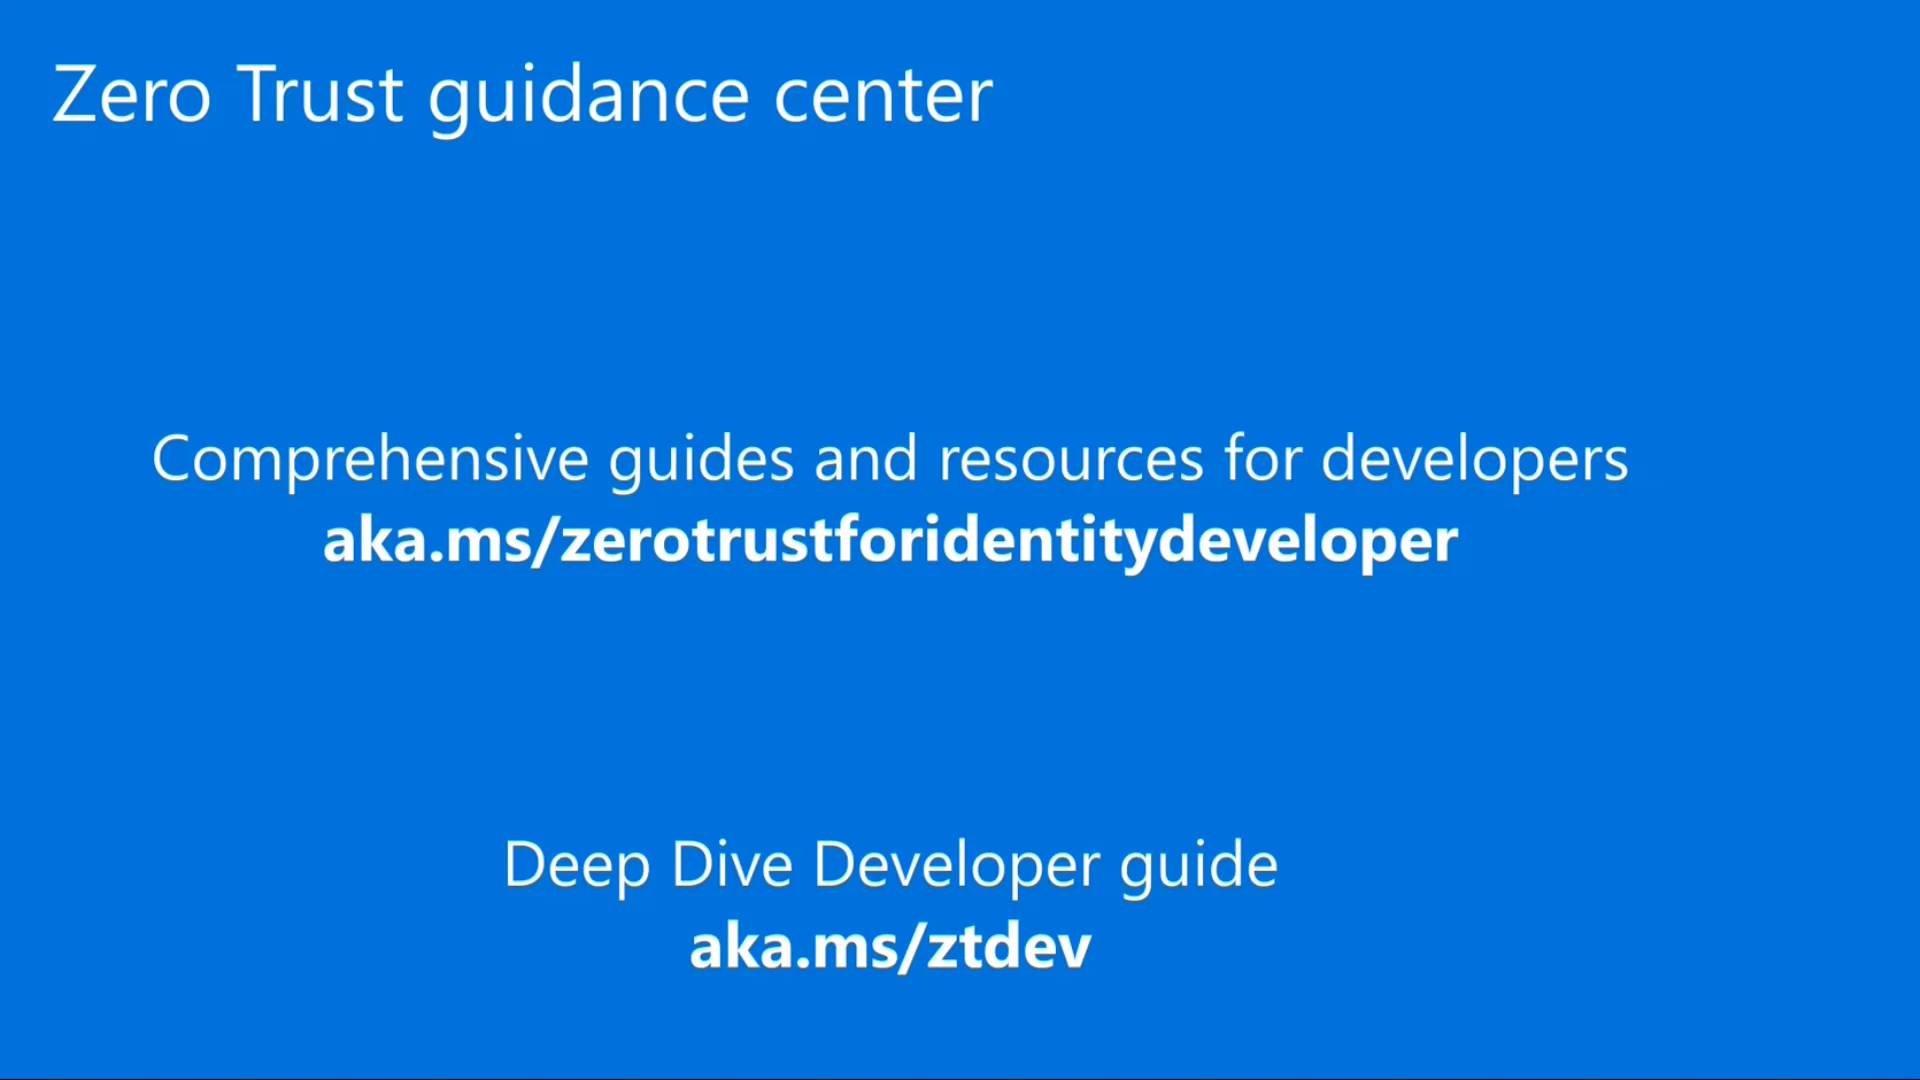 Zero Trust guidance center
Comprehensive guides and resources for developers
aka.ms/zerotrustforidentitydeveloper
Deep Dive Developer guide
aka.ms/ztdev